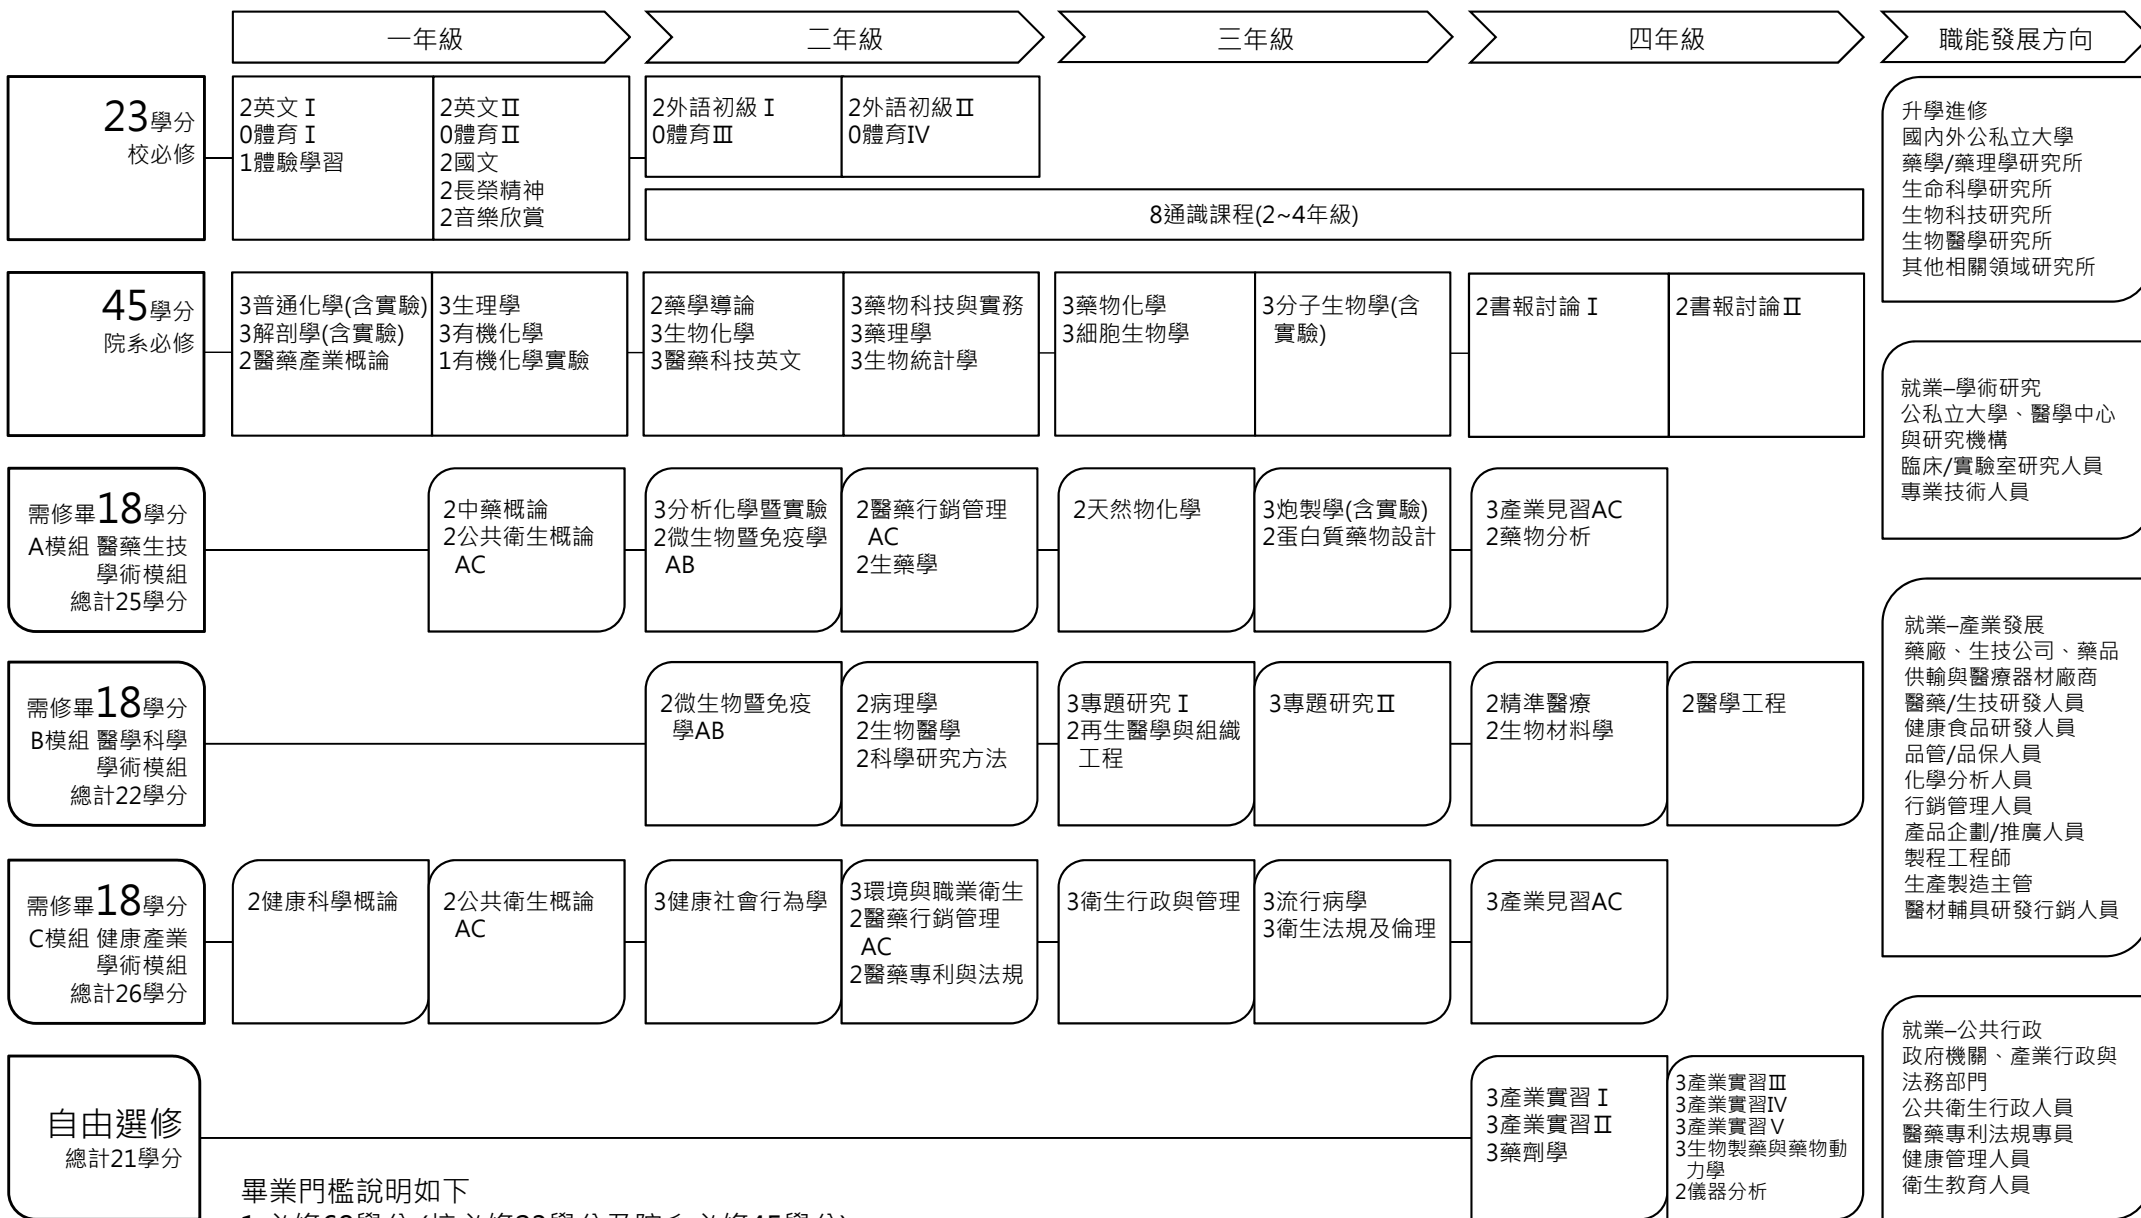 一年級
二年級
三年級
四年級
職能發展方向
23學分
校必修
2英文Ⅰ
0體育Ⅰ
1體驗學習
2英文Ⅱ
0體育Ⅱ
2國文
2長榮精神
2音樂欣賞
2外語初級Ⅰ
0體育Ⅲ
2外語初級Ⅱ
0體育Ⅳ
8通識課程(2~4年級)
45學分
院系必修
3普通化學(含實驗)
3解剖學(含實驗)
2醫藥產業概論
3生理學
3有機化學
1有機化學實驗
2藥學導論
3生物化學
3醫藥科技英文
3藥物科技與實務
3藥理學
3生物統計學
3藥物化學
3細胞生物學
3分子生物學(含
實驗)
2書報討論Ⅰ
2書報討論Ⅱ
需修畢18學分
A模組 醫藥生技
學術模組
總計25學分
2中藥概論
2公共衛生概論
AC
3分析化學暨實驗
2微生物暨免疫學
AB
2醫藥行銷管理
AC
2生藥學
2天然物化學
3炮製學(含實驗)
2蛋白質藥物設計
3產業見習AC
2藥物分析
需修畢18學分
B模組 醫學科學
學術模組
總計22學分
2微生物暨免疫
學AB
2病理學
2生物醫學
2科學研究方法
3專題研究Ⅰ
2再生醫學與組織
工程
3專題研究Ⅱ
2精準醫療
2生物材料學
2醫學工程
需修畢18學分
C模組 健康產業
學術模組
總計26學分
2健康科學概論
2公共衛生概論
AC
3健康社會行為學
3環境與職業衛生
2醫藥行銷管理
AC
2醫藥專利與法規
3衛生行政與管理
3流行病學
3衛生法規及倫理
3產業見習AC
自由選修
總計21學分
3產業實習Ⅰ
3產業實習Ⅱ
3藥劑學
3產業實習Ⅲ
3產業實習Ⅳ
3產業實習Ⅴ
3生物製藥與藥物動
力學
2儀器分析
升學進修
國內外公私立大學
藥學/藥理學研究所
生命科學研究所
生物科技研究所
生物醫學研究所
其他相關領域研究所
就業–學術研究
公私立大學、醫學中心
與研究機構
臨床/實驗室研究人員
專業技術人員
就業–產業發展
藥廠、生技公司、藥品
供輸與醫療器材廠商
醫藥/生技研發人員
健康食品研發人員
品管/品保人員
化學分析人員
行銷管理人員
產品企劃/推廣人員
製程工程師
生產製造主管
醫材輔具研發行銷人員
就業–公共行政
政府機關、產業行政與
法務部門
公共衛生行政人員
醫藥專利法規專員
健康管理人員
衛生教育人員
畢業門檻說明如下